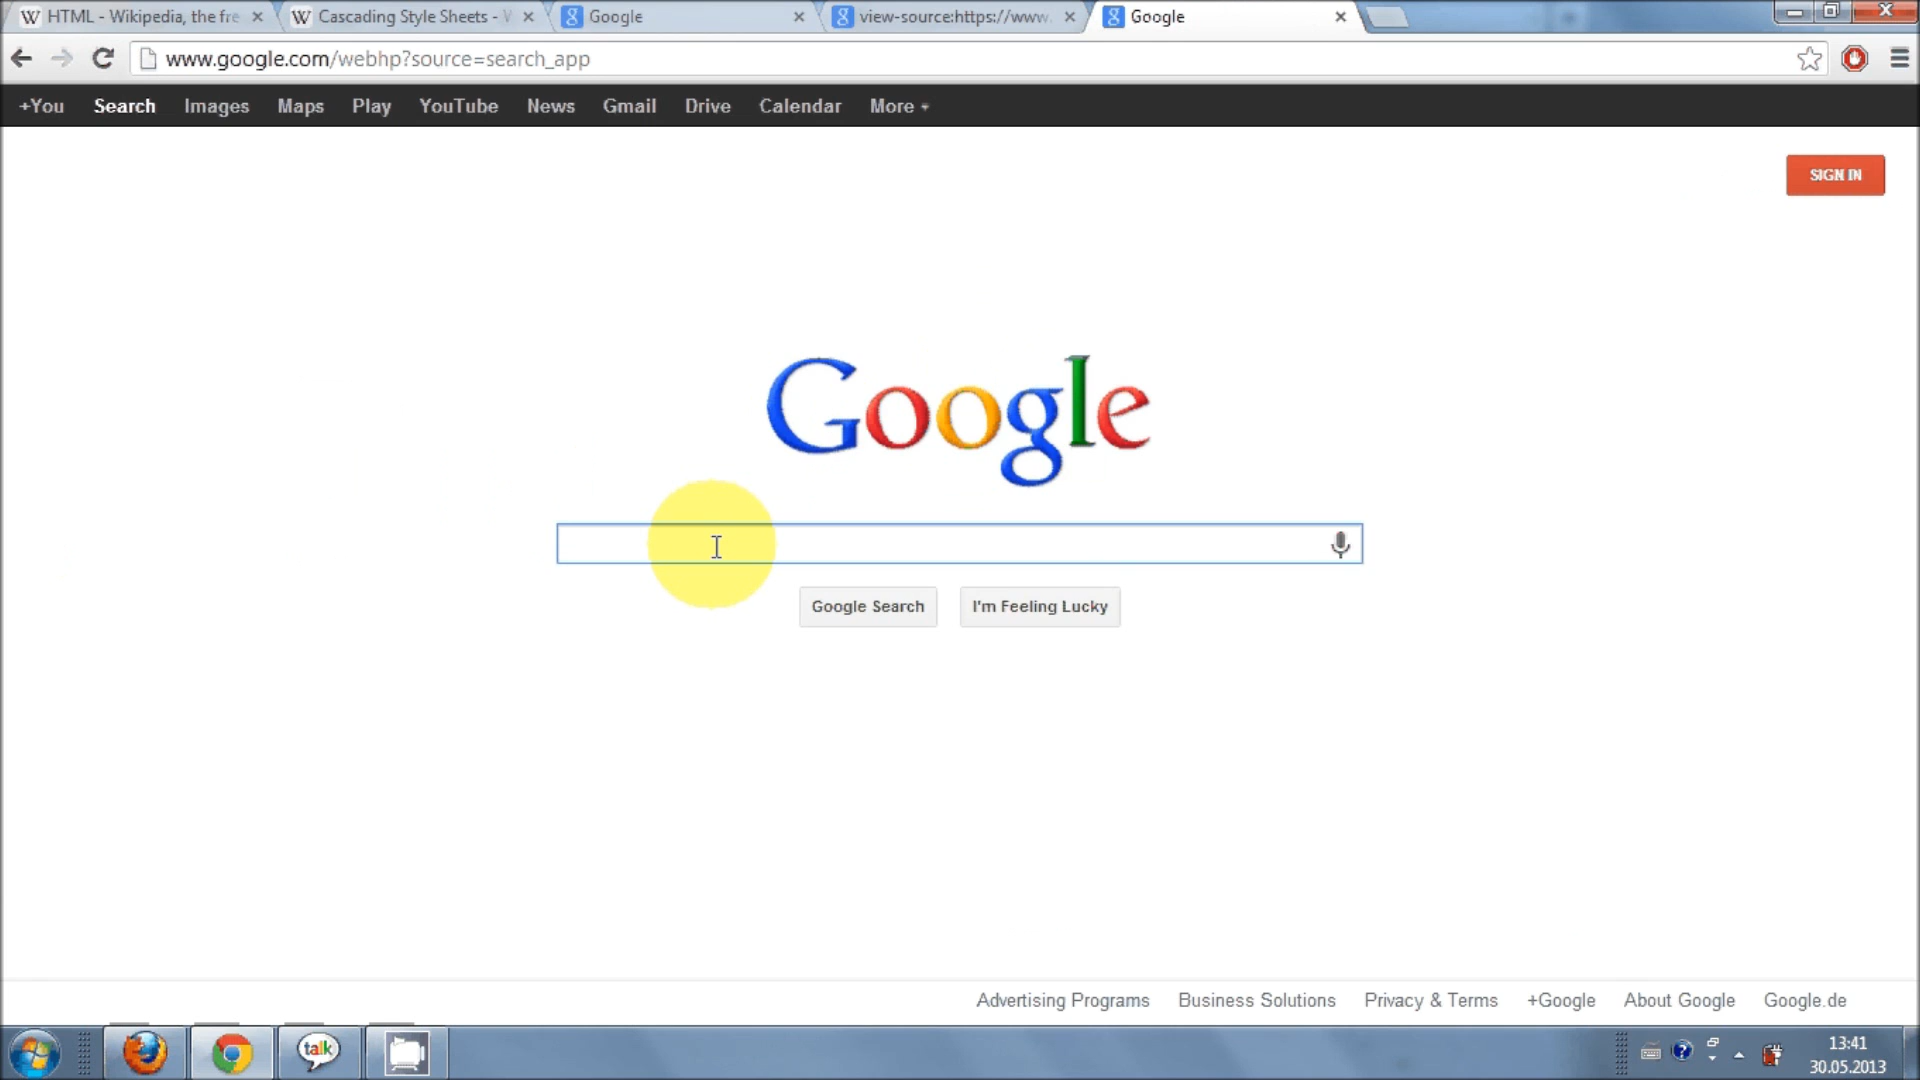 HTML - Wikipedia, the fre
Cascading Style Sheets - W
Google
view-source:https://www.
Google
www.google.com/webhp?source=search_app
+You Search Images Maps Play YouTube News Gmail Drive Calendar More
SIGN IN
Google
Google Search
I'm Feeling Lucky
Advertising Programs Business Solutions Privacy & Terms +Google About Google Google.de
talk
13:41
30.05.2013